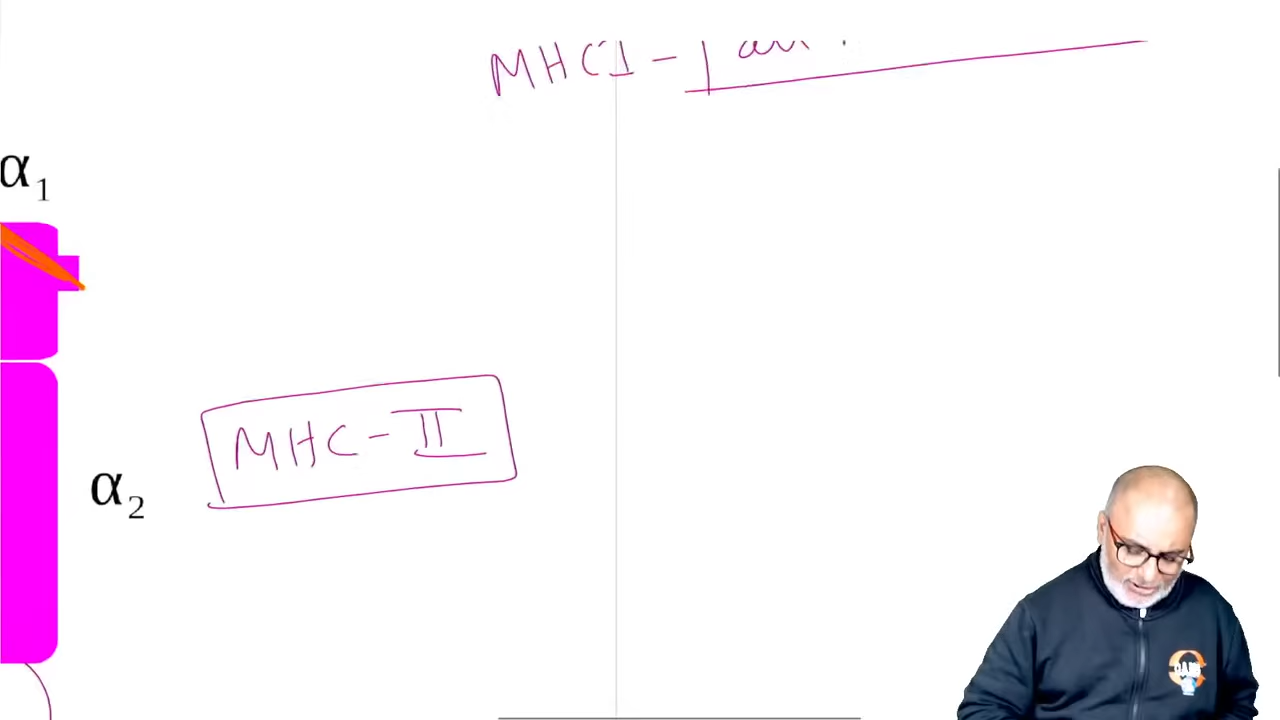 MHC I -
α1
MHC - II
α2